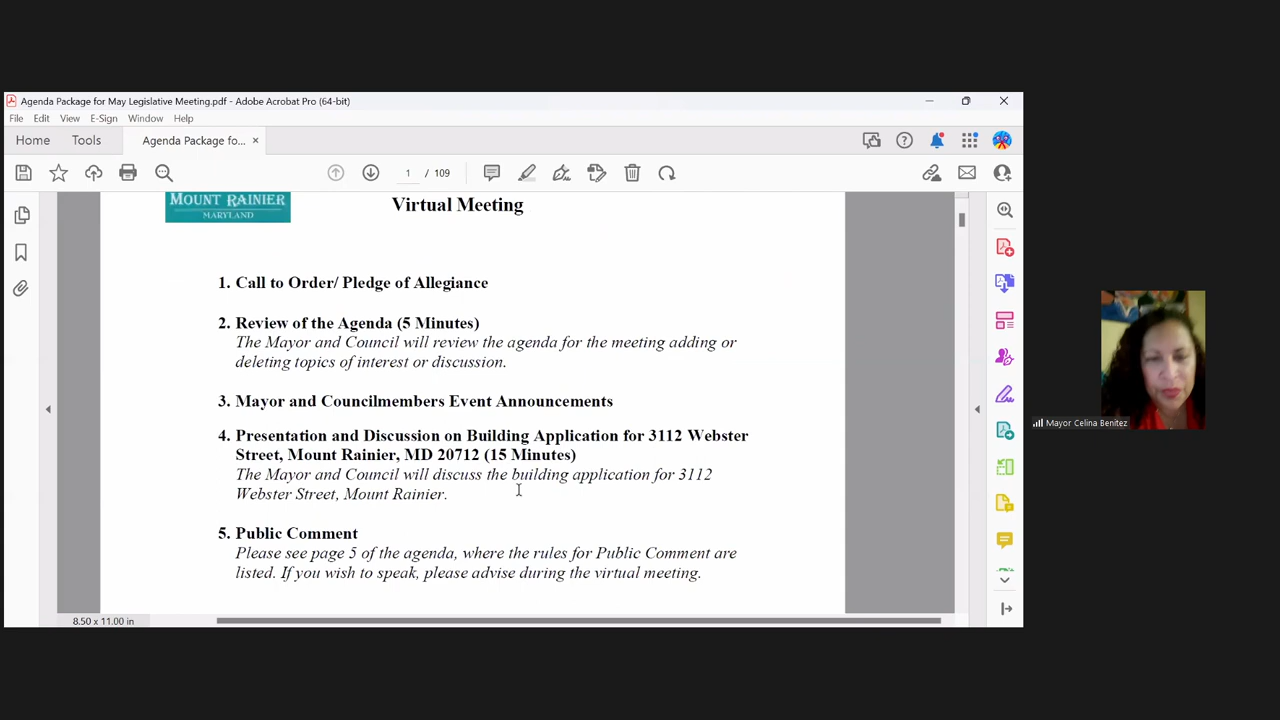 Agenda Package for May Legislative Meeting.pdf - Adobe Acrobat Pro (64-bit)
File Edit View E-Sign Window Help
Home Tools Agenda Package fo... ×
1 / 109
MOUNT RAINIER
MARYLAND
Virtual Meeting
1. Call to Order/ Pledge of Allegiance
2. Review of the Agenda (5 Minutes)
The Mayor and Council will review the agenda for the meeting adding or
deleting topics of interest or discussion.
3. Mayor and Councilmembers Event Announcements
4. Presentation and Discussion on Building Application for 3112 Webster
Street, Mount Rainier, MD 20712 (15 Minutes)
The Mayor and Council will discuss the building application for 3112
Webster Street, Mount Rainier.
5. Public Comment
Please see page 5 of the agenda, where the rules for Public Comment are
listed. If you wish to speak, please advise during the virtual meeting.
8.50 x 11.00 in
Mayor Celina Benitez